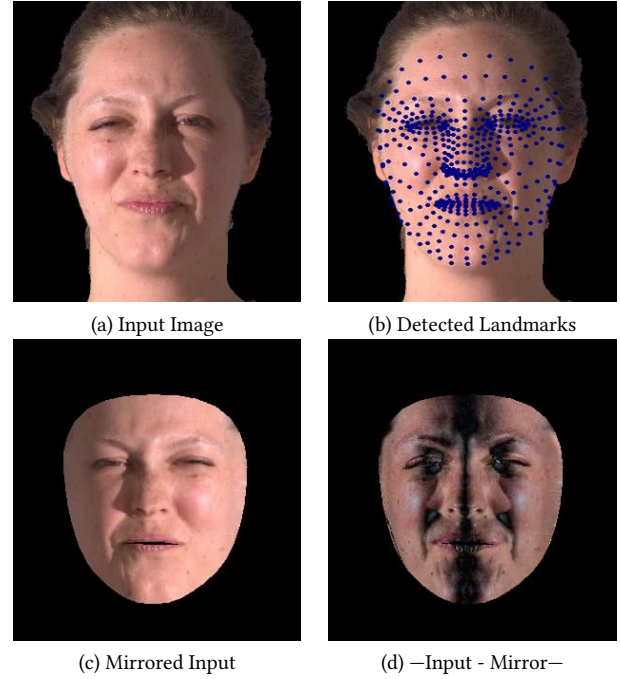 (a) Input Image
(b) Detected Landmarks
(c) Mirrored Input
(d) —Input - Mirror—